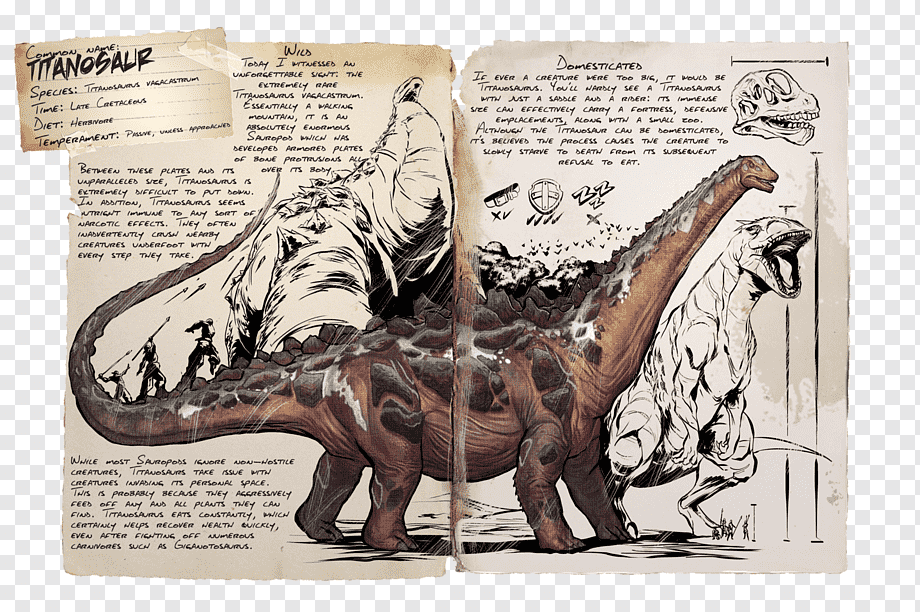 Common name:
Titanosaur
Species: Titanosaurus vagacastrum
Time: Late Cretaceous
Diet: Herbivore
Temperament: Passive, unless approached
Wild
Today I witnessed an
unforgettable sight: the
extremely rare
Titanosaurus vagacastrum.
Essentially a walking
mountain, it is an
absolutely enormous
Sauropod which has
developed armored plates
of bone protrusions all
over its body.
Between these plates and its
unparalleled size, Titanosaurus is
extremely difficult to put down.
In addition, Titanosaurus seems
outright immune to any sort of
narcotic effects. They often
inadvertently crush nearby
creatures underfoot with
every step they take.
While most Sauropods ignore non-hostile
creatures, Titanosaurs take issue with
creatures invading its personal space.
This is probably because they aggressively
feed off any and all plants they can
find. Titanosaurus eats constantly, which
certainly helps recover health quickly,
even after fighting off numerous
carnivores such as Giganotosaurus.
Domesticated
If ever a creature were too big, it would be
Titanosaurus. You'll hardly see a Titanosaurus
with just a saddle and a rider: its immense
size can effectively carry a fortress, defensive
emplacements, along with a small zoo.
Although the Titanosaur can be domesticated,
it's believed the process causes the creature to
slowly starve to death from its subsequent
refusal to eat.